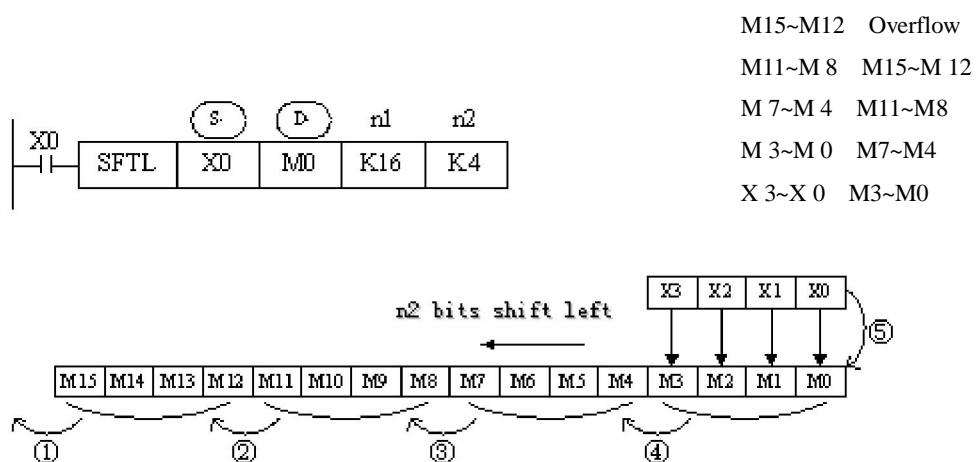 M15~M12 Overflow
M11~M 8 M15~M 12
M 7~M 4 M11~M8
M 3~M 0 M7~M4
X 3~X 0 M3~M0
S· D· n1 n2
X0
SFTL X0 M0 K16 K4
X3 X2 X1 X0
n2 bits shift left
⑤
M15 M14 M13 M12 M11 M10 M9 M8 M7 M6 M5 M4 M3 M2 M1 M0
① ② ③ ④